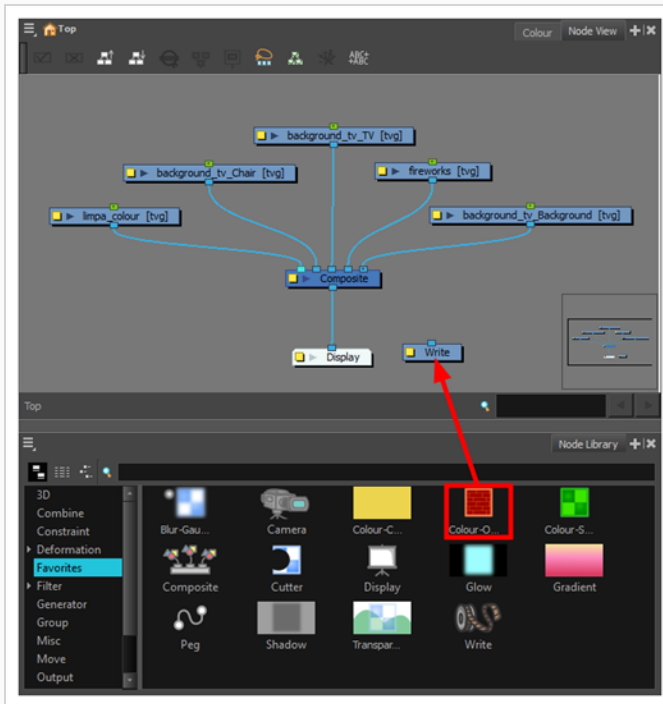 Top
Colour Node View
ABC+
+ABC
background_tv_TV [tvg]
background_tv_Chair [tvg]
fireworks [tvg]
limpa_colour [tvg]
background_tv_Background [tvg]
Composite
Display
Write
Top
Node Library
3D
Combine
Constraint
Deformation
Favorites
Filter
Generator
Group
Misc
Move
Output
Blur-Gau... Camera Colour-C... Colour-O... Colour-S...
Composite Cutter Display Glow Gradient
Peg Shadow Transpar... Write